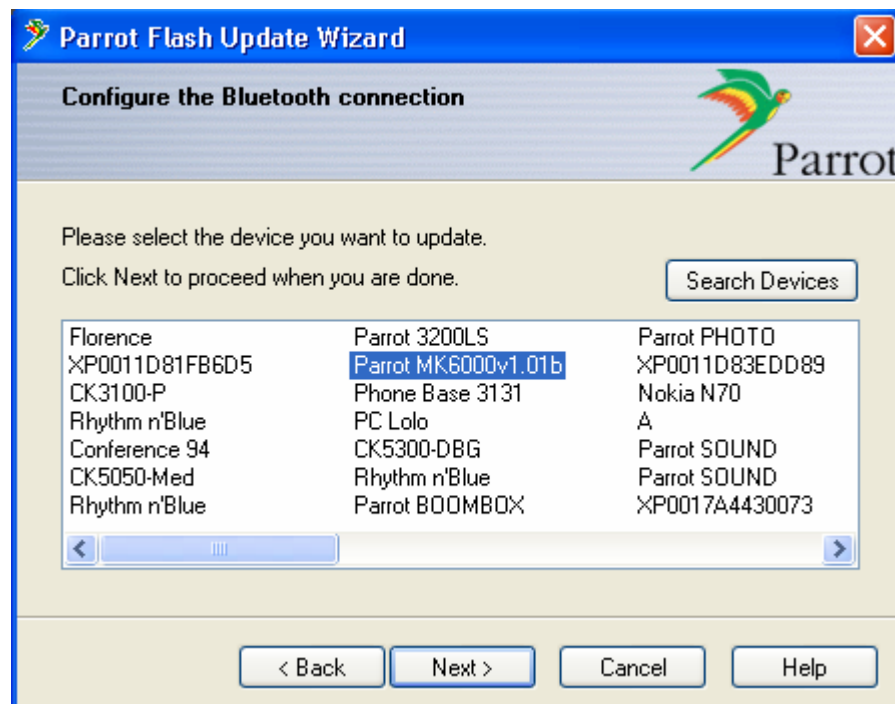 Parrot Flash Update Wizard
Configure the Bluetooth connection
Parrot
Please select the device you want to update.
Click Next to proceed when you are done.
Search Devices
Florence Parrot 3200LS Parrot PHOTO
XP0011D81FB6D5 Parrot MK6000v1.01b XP0011D83EDD89
CK3100-P Phone Base 3131 Nokia N70
Rhythm n'Blue PC Lolo A
Conference 94 CK5300-DBG Parrot SOUND
CK5050-Med Rhythm n'Blue Parrot SOUND
Rhythm n'Blue Parrot BOOMBOX XP0017A4430073
< Back Next > Cancel Help